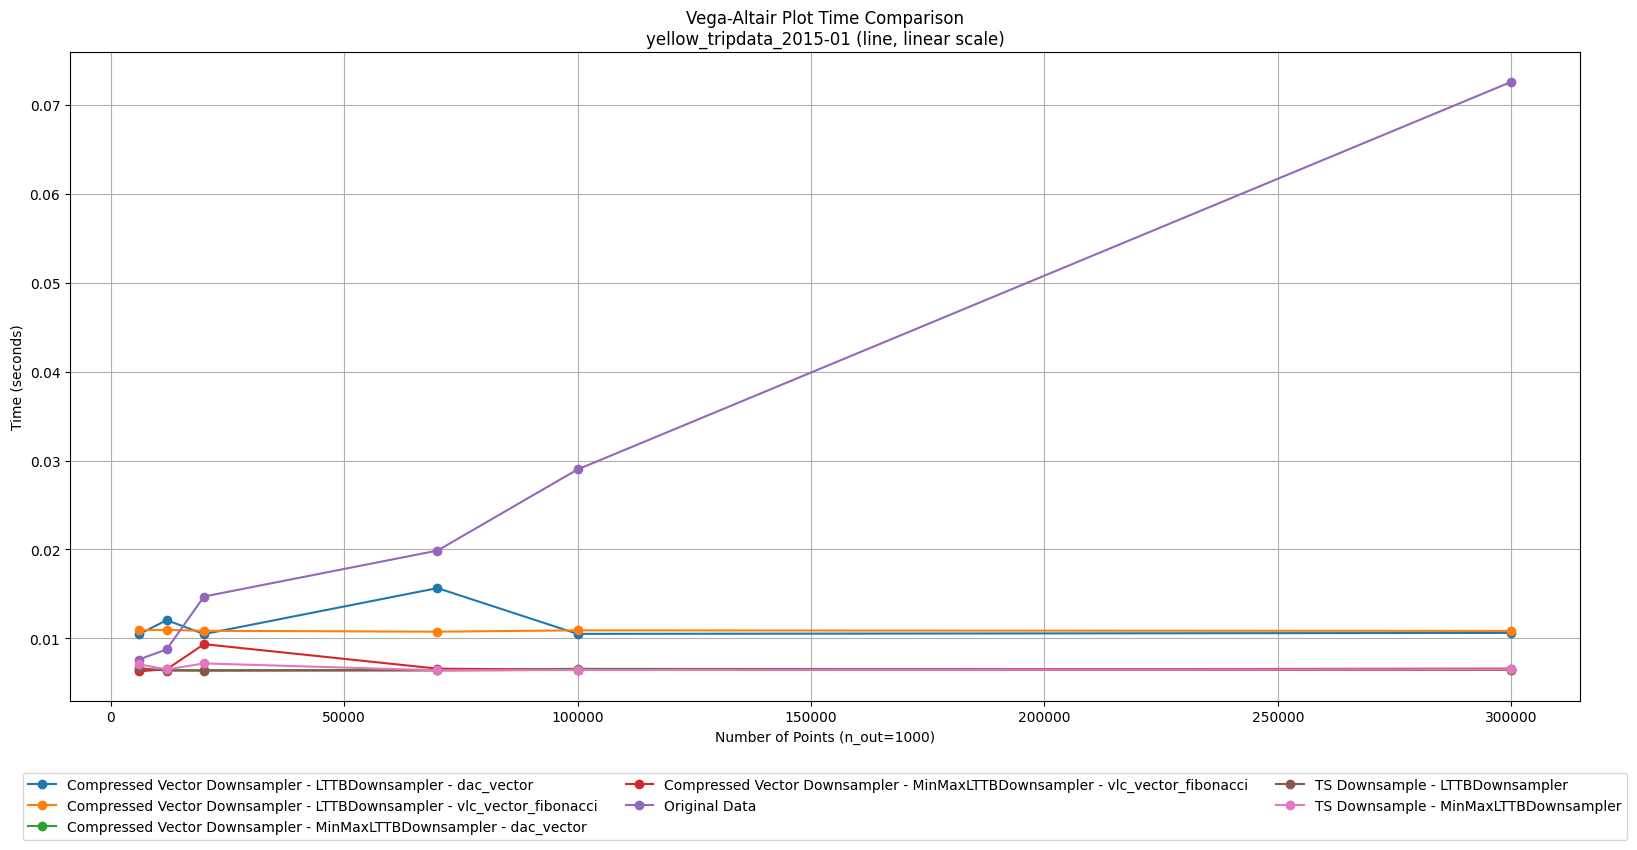 Vega-Altair Plot Time Comparison
yellow_tripdata_2015-01 (line, linear scale)
Time (seconds)
0.07
0.06
0.05
0.04
0.03
0.02
0.01
0 50000 100000 150000 200000 250000 300000
Number of Points (n_out=1000)
Compressed Vector Downsampler - LTTBDownsampler - dac_vector
Compressed Vector Downsampler - LTTBDownsampler - vlc_vector_fibonacci
Compressed Vector Downsampler - MinMaxLTTBDownsampler - dac_vector
Compressed Vector Downsampler - MinMaxLTTBDownsampler - vlc_vector_fibonacci
Original Data
TS Downsample - LTTBDownsampler
TS Downsample - MinMaxLTTBDownsampler